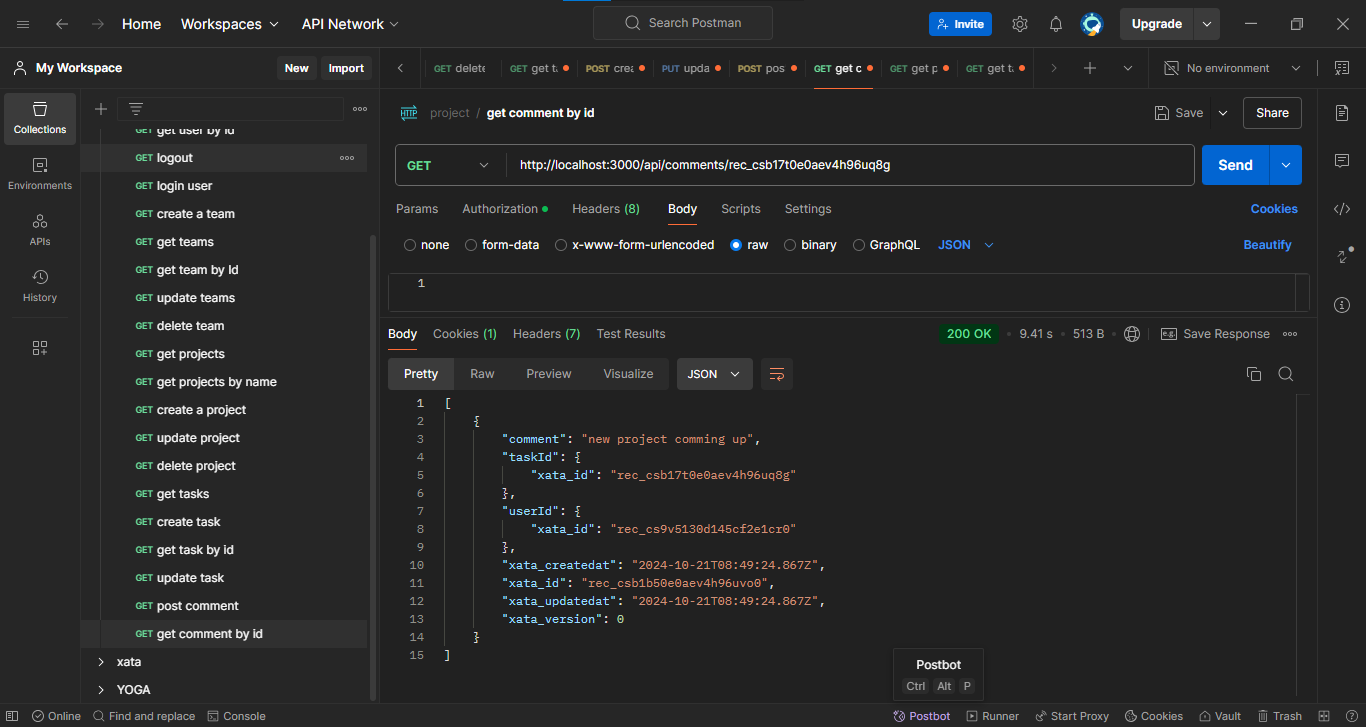 Home Workspaces API Network Search Postman Invite Upgrade
My Workspace New Import GET delete GET get t POST crea PUT upda POST pos GET get c GET get p GET get t No environment
Collections
Environments
APIs
History
GET get user by id
GET logout
GET login user
GET create a team
GET get teams
GET get team by Id
GET update teams
GET delete team
GET get projects
GET get projects by name
GET create a project
GET update project
GET delete project
GET get tasks
GET create task
GET get task by id
GET update task
GET post comment
GET get comment by id
xata
YOGA
HTTP project / get comment by id Save Share
GET http://localhost:3000/api/comments/rec_csb17t0e0aev4h96uq8g Send
Params Authorization Headers (8) Body Scripts Settings Cookies
none form-data x-www-form-urlencoded raw binary GraphQL JSON Beautify
1
Body Cookies (1) Headers (7) Test Results 200 OK 9.41 s 513 B e.g. Save Response
Pretty Raw Preview Visualize JSON
1 [
2 {
3 "comment": "new project comming up",
4 "taskId": {
5 "xata_id": "rec_csb17t0e0aev4h96uq8g"
6 },
7 "userId": {
8 "xata_id": "rec_cs9v5130d145cf2e1cr0"
9 },
10 "xata_createdat": "2024-10-21T08:49:24.867Z",
11 "xata_id": "rec_csb1b50e0aev4h96uvo0",
12 "xata_updatedat": "2024-10-21T08:49:24.867Z",
13 "xata_version": 0
14 }
15 ]
Postbot
Ctrl Alt P
Online Find and replace Console Postbot Runner Start Proxy Cookies Vault Trash